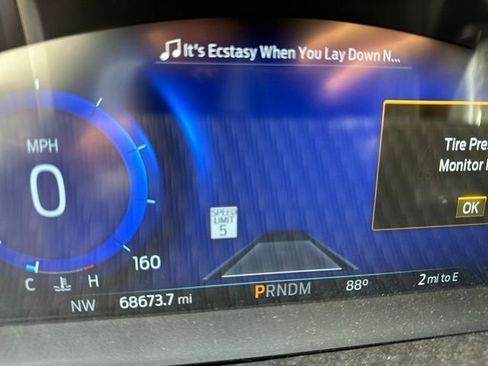 It's Ecstasy When You Lay Down N...
Tire Pre
Monitor
OK
MPH
0
SPEED
LIMIT
5
160
C H
NW 68673.7 mi PRNDM 88° 2 mi to E